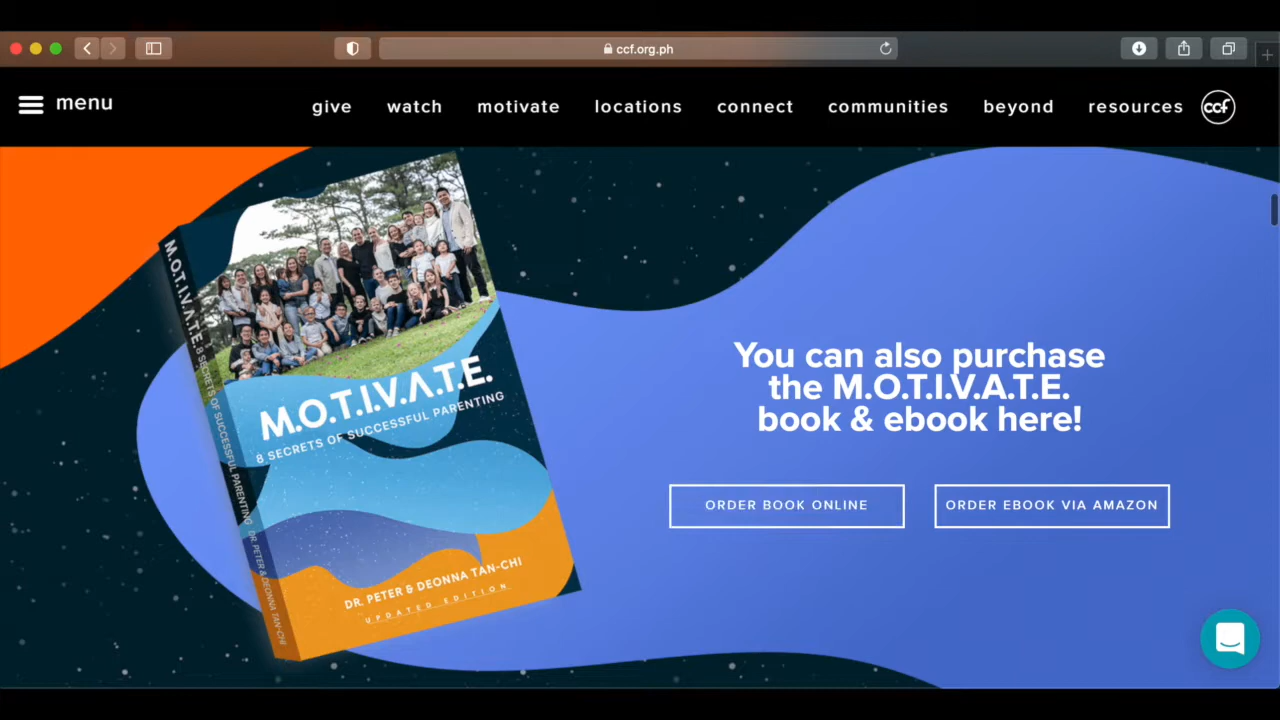 ccf.org.ph
menu
give watch motivate locations connect communities beyond resources ccf
M.O.T.I.V.A.T.E. 8 SECRETS OF SUCCESSFUL PARENTING DR. PETER & DEONNA TAN-CHI
M.O.T.I.V.A.T.E.
8 SECRETS OF SUCCESSFUL PARENTING
DR. PETER & DEONNA TAN-CHI
UPDATED EDITION
You can also purchase
the M.O.T.I.V.A.T.E.
book & ebook here!
ORDER BOOK ONLINE
ORDER EBOOK VIA AMAZON